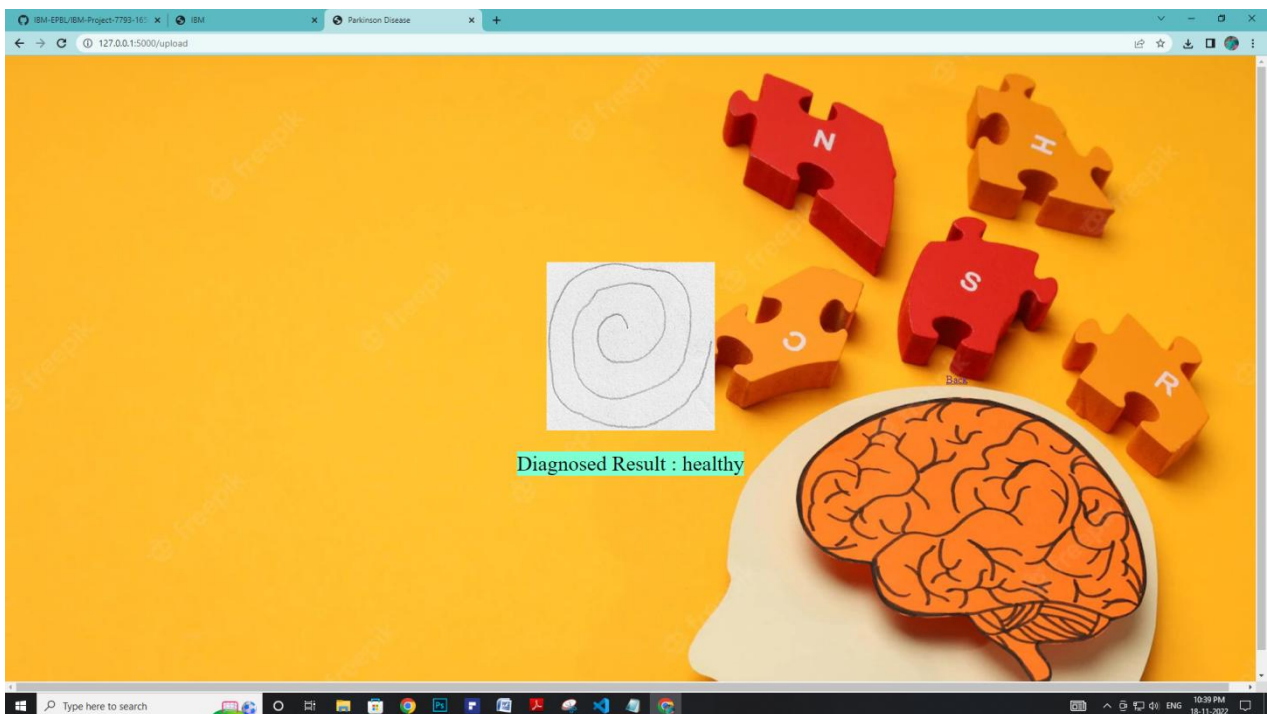 IBM-EPBL/IBM-Project-7793-165
IBM
Parkinson Disease
127.0.0.1:5000/upload
N
H
S
C
R
Back
Diagnosed Result : healthy
Type here to search
ENG
10:39 PM
18-11-2022